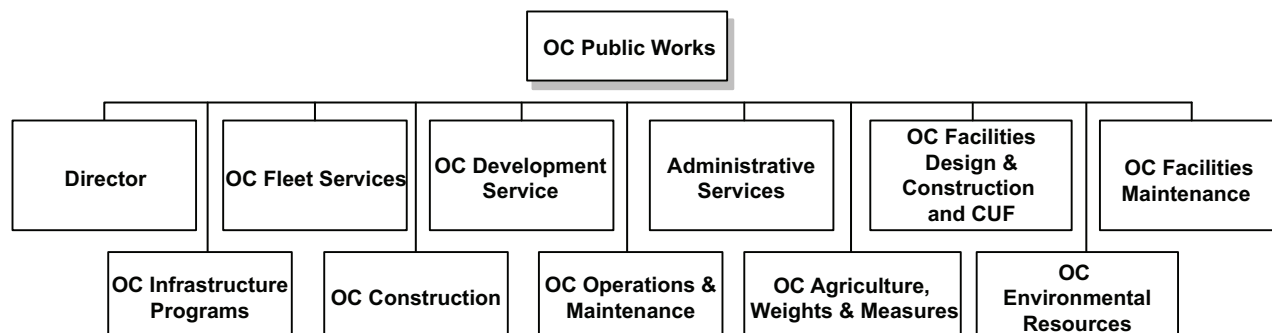 OC Public Works
Director
OC Fleet Services
OC Development
Service
Administrative
Services
OC Facilities
Design &
Construction
and CUF
OC Facilities
Maintenance
OC Infrastructure
Programs
OC Construction
OC Operations &
Maintenance
OC Agriculture,
Weights & Measures
OC
Environmental
Resources